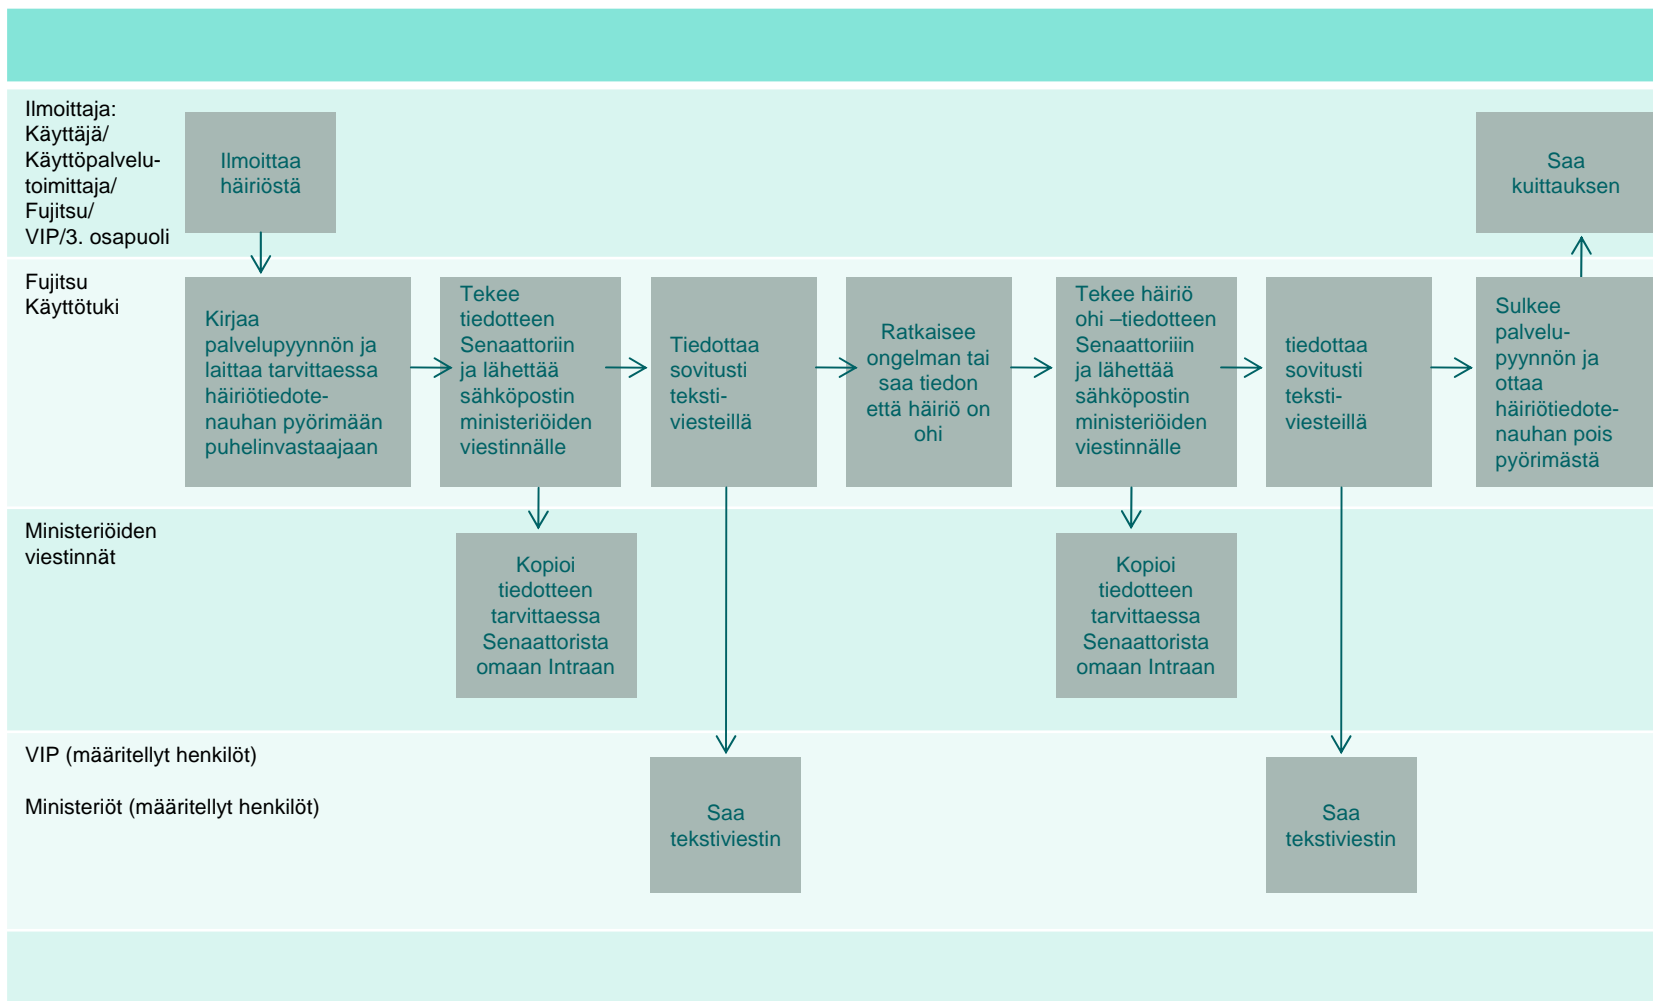 Ilmoittaja:
Käyttäjä/
Käyttöpalvelu-
toimittaja/
Fujitsu/
VIP/3. osapuoli
Ilmoittaa
häiriöstä
Saa
kuittauksen
Fujitsu
Käyttötuki
Kirjaa
palvelupyynnön ja
laittaa tarvittaessa
häiriötiedote-
nauhan pyörimään
puhelinvastaajaan
Tekee
tiedotteen
Senaattoriin
ja lähettää
sähköpostin
ministeriöiden
viestinnälle
Tiedottaa
sovitusti
teksti-
viesteillä
Ratkaisee
ongelman tai
saa tiedon
että häiriö on
ohi
Tekee häiriö
ohi –tiedotteen
Senaattoriiin
ja lähettää
sähköpostin
ministeriöiden
viestinnälle
tiedottaa
sovitusti
teksti-
viesteillä
Sulkee
palvelu-
pyynnön ja
ottaa
häiriötiedote-
nauhan pois
pyörimästä
Ministeriöiden
viestinnät
Kopioi
tiedotteen
tarvittaessa
Senaattorista
omaan Intraan
Kopioi
tiedotteen
tarvittaessa
Senaattorista
omaan Intraan
VIP (määritellyt henkilöt)
Ministeriöt (määritellyt henkilöt)
Saa
tekstiviestin
Saa
tekstiviestin